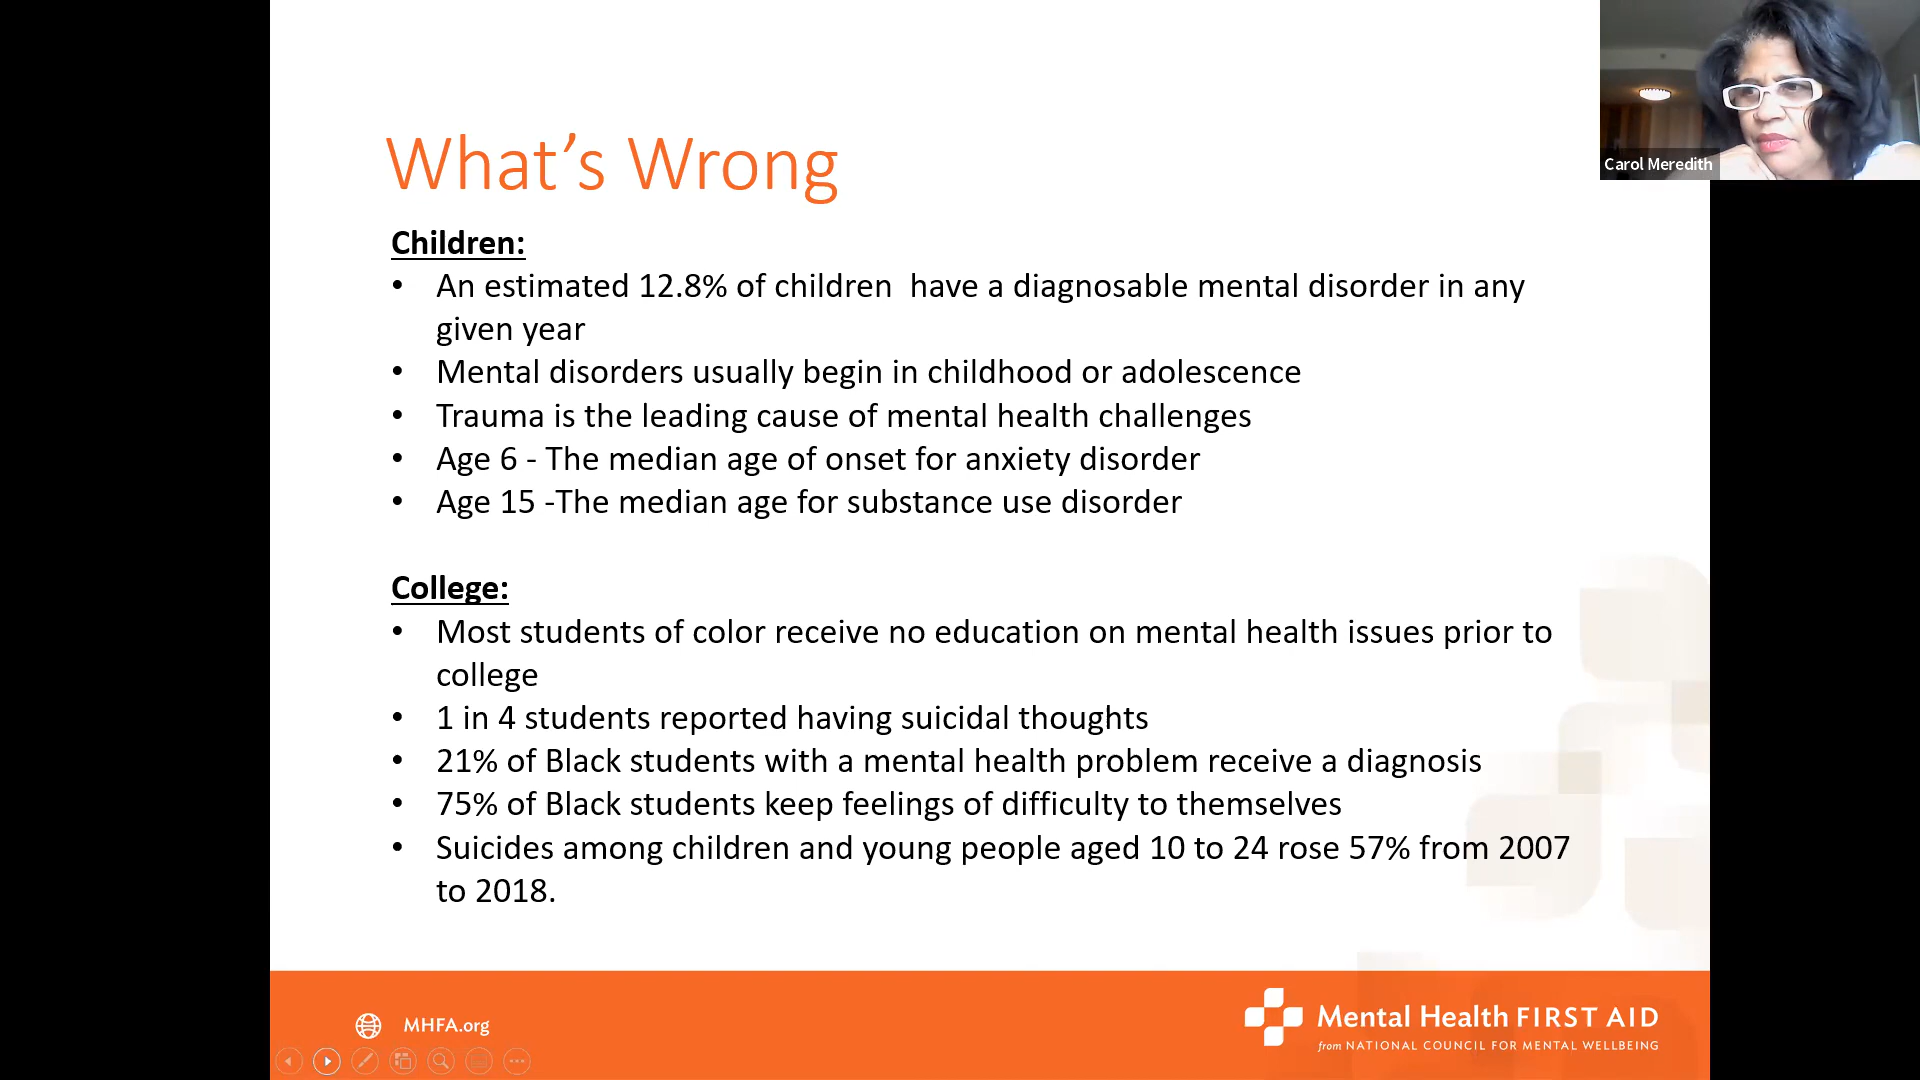 What's Wrong
Carol Meredith
Children:
• An estimated 12.8% of children  have a diagnosable mental disorder in any
given year
• Mental disorders usually begin in childhood or adolescence
• Trauma is the leading cause of mental health challenges
• Age 6 - The median age of onset for anxiety disorder
• Age 15 -The median age for substance use disorder
College:
• Most students of color receive no education on mental health issues prior to
college
• 1 in 4 students reported having suicidal thoughts
• 21% of Black students with a mental health problem receive a diagnosis
• 75% of Black students keep feelings of difficulty to themselves
• Suicides among children and young people aged 10 to 24 rose 57% from 2007
to 2018.
MHFA.org
Mental Health FIRST AID
from NATIONAL COUNCIL FOR MENTAL WELLBEING